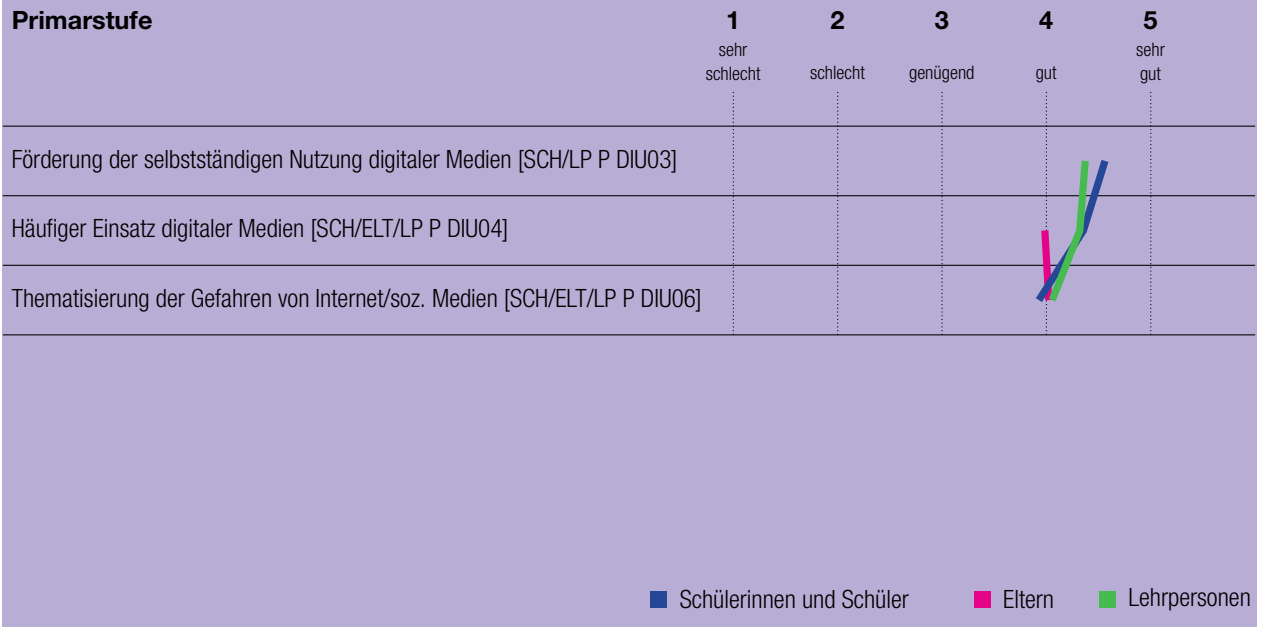 Primarstufe 1 2 3 4 5
sehr schlecht schlecht genügend gut sehr gut
Förderung der selbstständigen Nutzung digitaler Medien [SCH/LP P DIU03]
Häufiger Einsatz digitaler Medien [SCH/ELT/LP P DIU04]
Thematisierung der Gefahren von Internet/soz. Medien [SCH/ELT/LP P DIU06]
Schülerinnen und Schüler Eltern Lehrpersonen